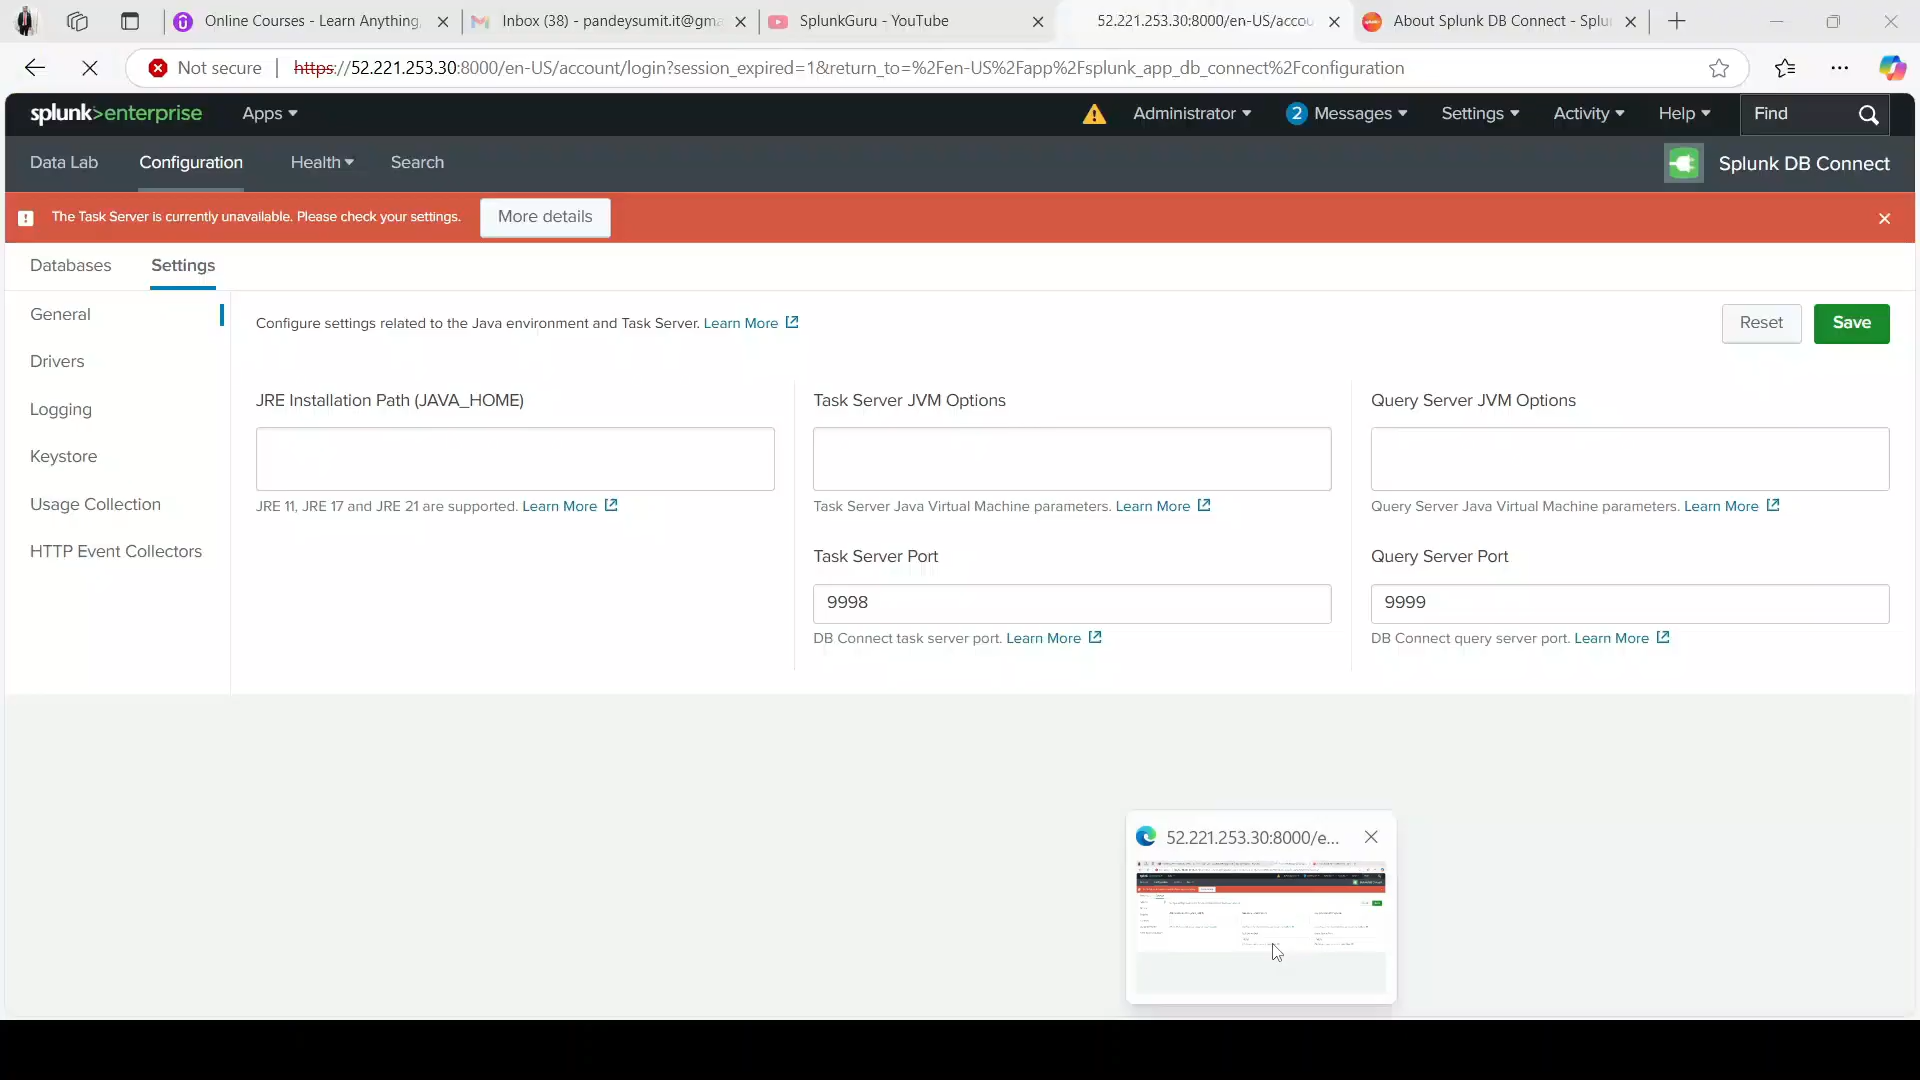 Online Courses - Learn Anything,
Inbox (38) - pandeysumit.it@gma
SplunkGuru - YouTube
52.221.253.30:8000/en-US/accou
About Splunk DB Connect - Splu
Not secure
https://52.221.253.30:8000/en-US/account/login?session_expired=1&return_to=%2Fen-US%2Fapp%2Fsplunk_app_db_connect%2Fconfiguration
splunk>enterprise
Apps
Administrator
2 Messages
Settings
Activity
Help
Find
Data Lab
Configuration
Health
Search
Splunk DB Connect
The Task Server is currently unavailable. Please check your settings.
More details
Databases
Settings
General
Drivers
Logging
Keystore
Usage Collection
HTTP Event Collectors
Configure settings related to the Java environment and Task Server. Learn More
Reset
Save
JRE Installation Path (JAVA_HOME)
JRE 11, JRE 17 and JRE 21 are supported. Learn More
Task Server JVM Options
Task Server Java Virtual Machine parameters. Learn More
Task Server Port
9998
DB Connect task server port. Learn More
Query Server JVM Options
Query Server Java Virtual Machine parameters. Learn More
Query Server Port
9999
DB Connect query server port. Learn More
52.221.253.30:8000/e...